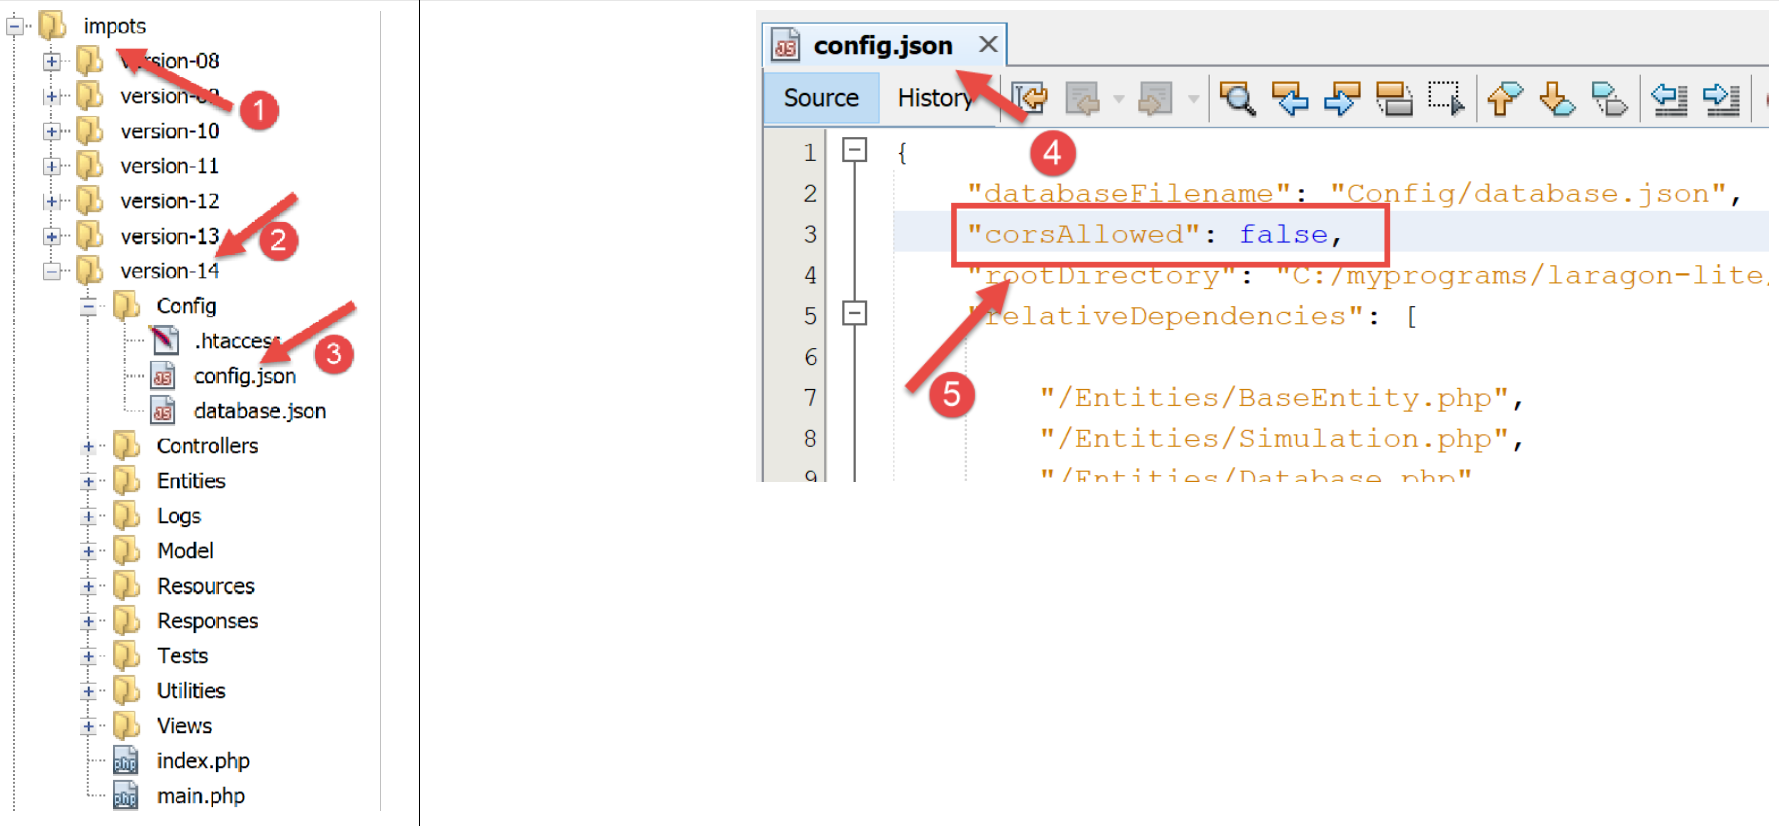 impots
version-08
version-09
1
version-10
version-11
version-12
version-13
2
version-14
Config
.htaccess
3
config.json
database.json
Controllers
Entities
Logs
Model
Resources
Responses
Tests
Utilities
Views
index.php
main.php
config.json
Source History
4
1 {
2 "databaseFilename": "Config/database.json",
3 "corsAllowed": false,
4 "rootDirectory": "C:/myprograms/laragon-lite/
5 "relativeDependencies": [
6
7 "/Entities/BaseEntity.php",
5
8 "/Entities/Simulation.php",
9 "/Entities/Database.php"